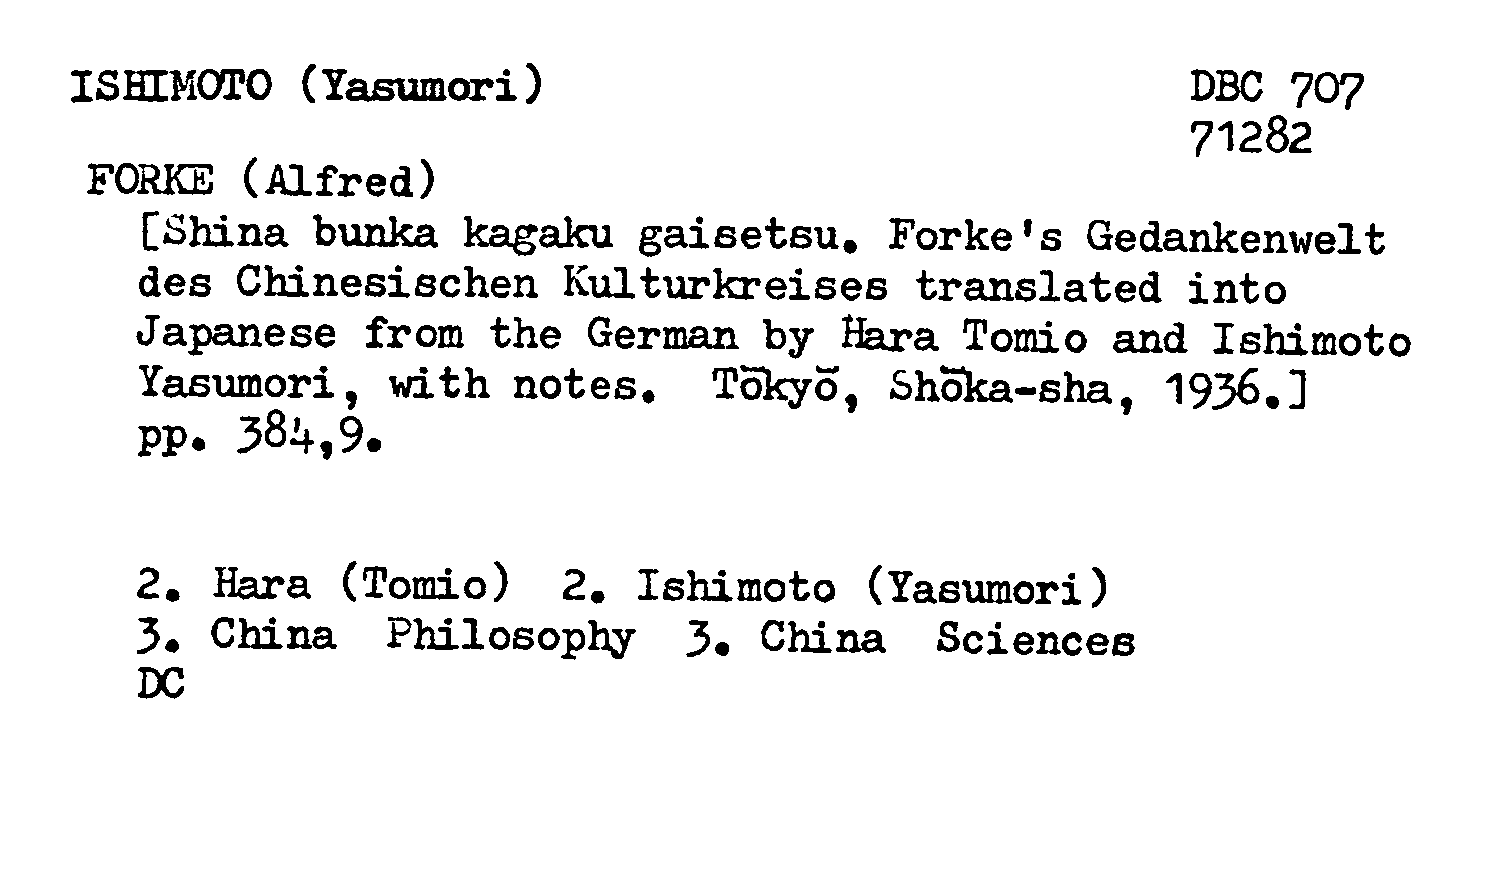 ISHIMOTO (Yasumori)
DBC 707
71282
FORKE (Alfred)
[Shina bunka kagaku gaisetsu. Forke's Gedankenwelt
des Chinesischen Kulturkreises translated into
Japanese from the German by Hara Tomio and Ishimoto
Yasumori, with notes. Tōkyō, Shōka-sha, 1936.]
pp. 384,9.
2. Hara (Tomio) 2. Ishimoto (Yasumori)
3. China Philosophy 3. China Sciences
DC